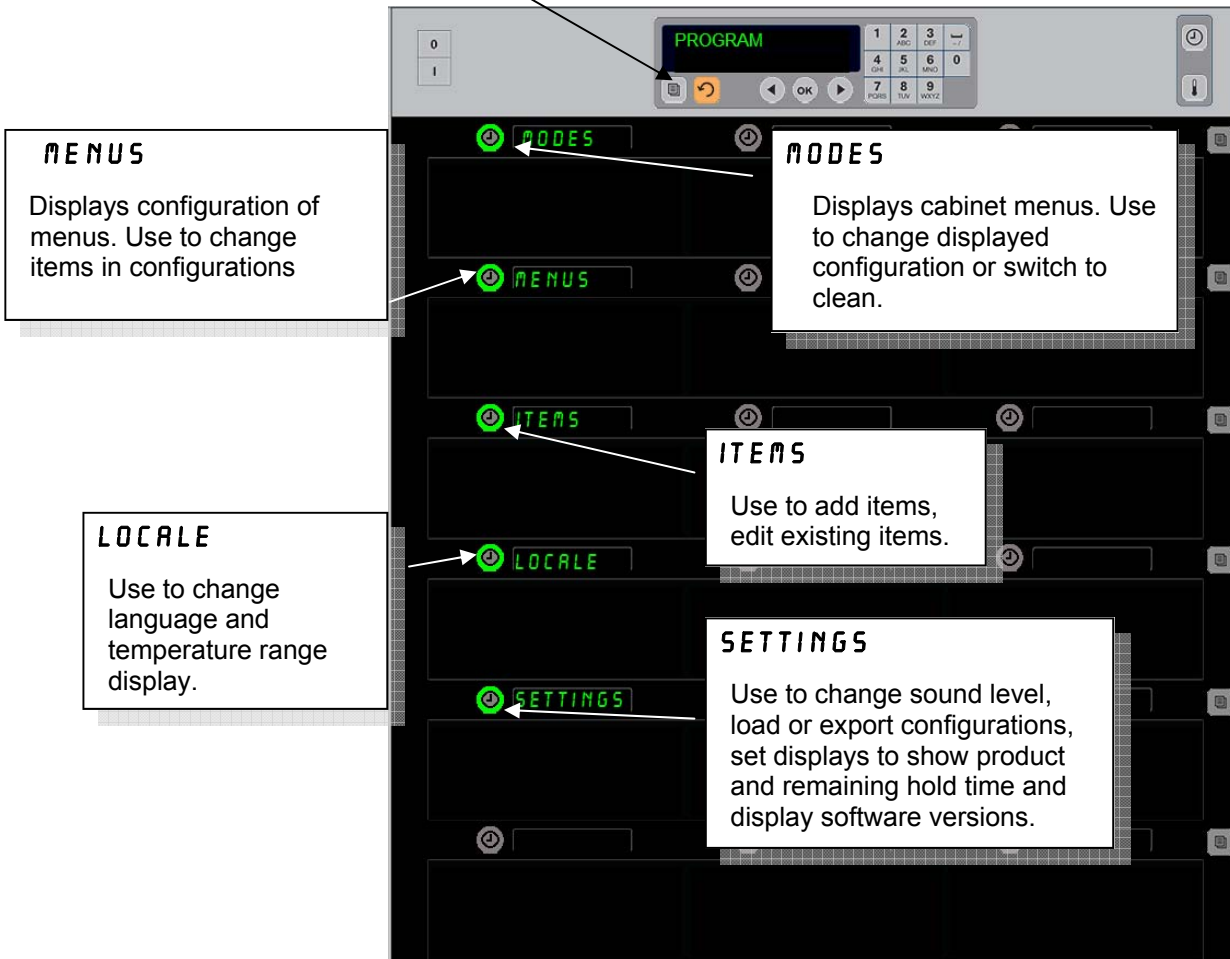 0
I
PROGRAM
1 2 ABC 3 DEF - /
4 GHI 5 JKL 6 MNO 0
7 PQRS 8 TUV 9 WXYZ
OK
MODES
MENUS
ITEMS
LOCALE
SETTINGS
MENUS
Displays configuration of
menus. Use to change
items in configurations
MODES
Displays cabinet menus. Use
to change displayed
configuration or switch to
clean.
ITEMS
Use to add items,
edit existing items.
LOCALE
Use to change
language and
temperature range
display.
SETTINGS
Use to change sound level,
load or export configurations,
set displays to show product
and remaining hold time and
display software versions.